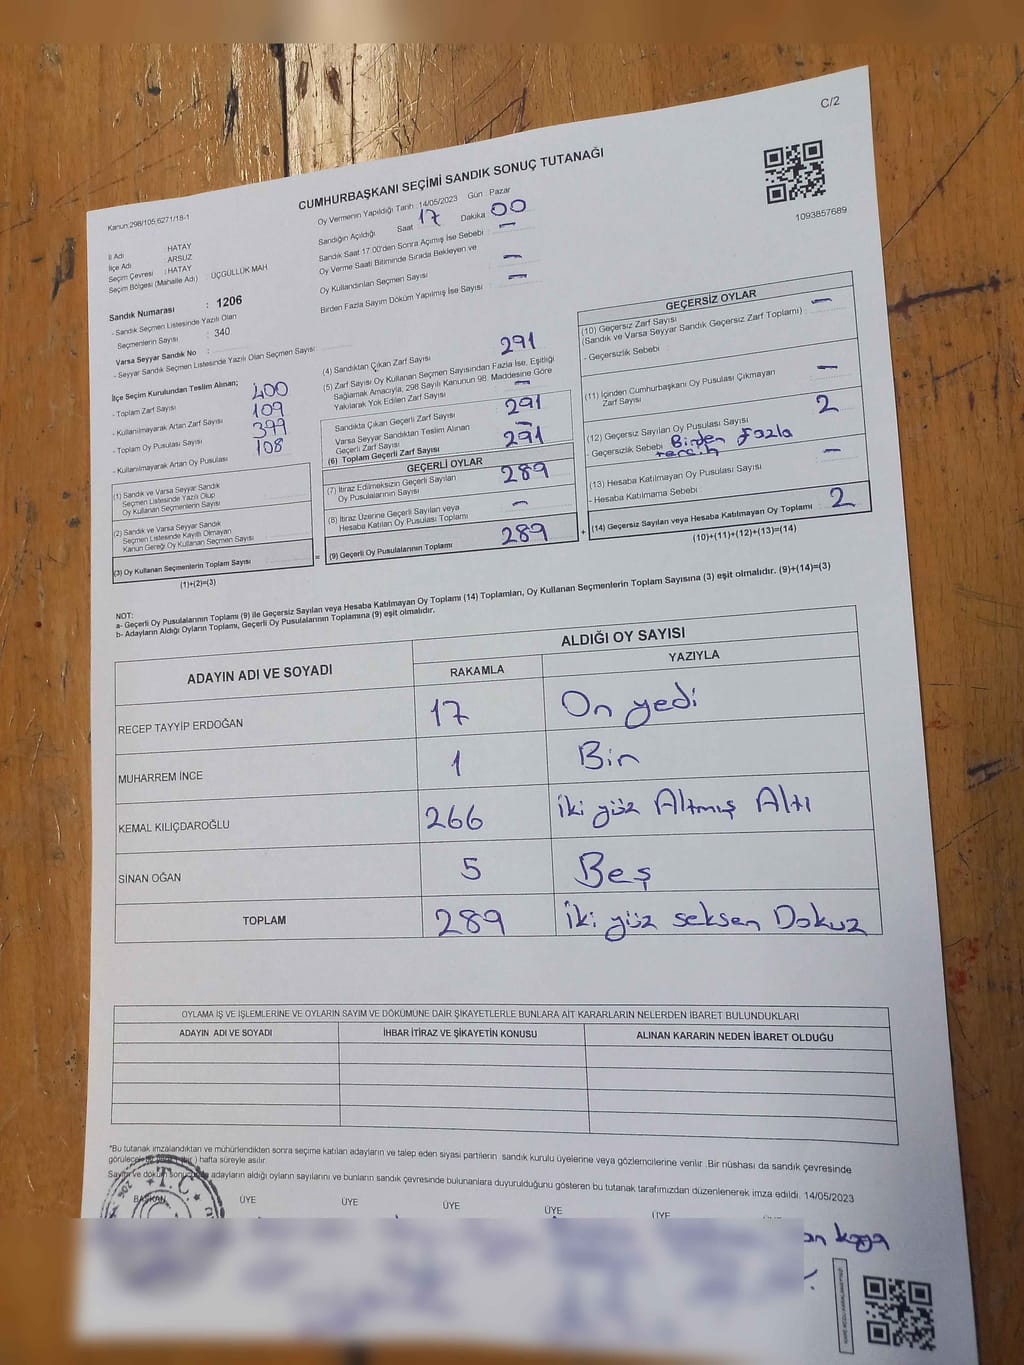 C/2
CUMHURBAŞKANI SEÇİMİ SANDIK SONUÇ TUTANAĞI
Kanun;298/105,6271/18-1
1093857689
İl Adı HATAY
İlçe Adı : ARSUZ
Seçim Çevresi : HATAY
Seçim Bölgesi (Mahalle Adı) ÜÇGÜLLÜK MAH
Sandık Numarası : 1206
- Sandık Seçmen Listesinde Yazılı Olan
Seçmenlerin Sayısı : 340
Varsa Seyyar Sandık No :
- Seyyar Sandık Seçmen Listesinde Yazılı Olan Seçmen Sayısı:
İlçe Seçim Kurulundan Teslim Alınan;
- Toplam Zarf Sayısı 400
- Kullanılmayarak Artan Zarf Sayısı 109
- Toplam Oy Pusulası Sayısı 399
- Kullanılmayarak Artan Oy Pusulası 108
(1) Sandık ve Varsa Seyyar Sandık
Seçmen Listesinde Yazılı Olup
Oy Kullanan Seçmenlerin Sayısı
(2) Sandık ve Varsa Seyyar Sandık
Seçmen Listesinde Kayıtlı Olmayan
Kanun Gereği Oy Kullanan Seçmen Sayısı :
(3) Oy Kullanan Seçmenlerin Toplam Sayısı
(1)+(2)=(3)
Oy Vermenin Yapıldığı Tarih : 14/05/2023 Gün : Pazar
Sandığın Açıldığı Saat 17 Dakika 00
Sandık Saat 17:00'den Sonra Açılmış İse Sebebi : –
Oy Verme Saati Bitiminde Sırada Bekleyen ve
Oy Kullandırılan Seçmen Sayısı –
Birden Fazla Sayım Döküm Yapılmış İse Sayısı : –
(4) Sandıktan Çıkan Zarf Sayısı 291
(5) Zarf Sayısı Oy Kullanan Seçmen Sayısından Fazla İse, Eşitliği
Sağlamak Amacıyla, 298 Sayılı Kanunun 98. Maddesine Göre
Yakılarak Yok Edilen Zarf Sayısı –
Sandıkta Çıkan Geçerli Zarf Sayısı 291
Varsa Seyyar Sandıktan Teslim Alınan
Geçerli Zarf Sayısı –
(6) Toplam Geçerli Zarf Sayısı 291
GEÇERLİ OYLAR
(7) İtiraz Edilmeksizin Geçerli Sayılan
Oy Pusulalarının Sayısı 289
(8) İtiraz Üzerine Geçerli Sayılan veya
Hesaba Katılan Oy Pusulası Toplamı –
= (9) Geçerli Oy Pusulalarının Toplamı 289
GEÇERSİZ OYLAR
(10) Geçersiz Zarf Sayısı
(Sandık ve Varsa Seyyar Sandık Geçersiz Zarf Toplamı) : –
- Geçersizlik Sebebi :
(11) İçinden Cumhurbaşkanı Oy Pusulası Çıkmayan
Zarf Sayısı –
(12) Geçersiz Sayılan Oy Pusulası Sayısı 2
- Geçersizlik Sebebi Birden fazla
tercih
(13) Hesaba Katılmayan Oy Pusulası Sayısı –
- Hesaba Katılmama Sebebi
+ (14) Geçersiz Sayılan veya Hesaba Katılmayan Oy Toplamı : 2
(10)+(11)+(12)+(13)=(14)
NOT:
a- Geçerli Oy Pusulalarının Toplamı (9) ile Geçersiz Sayılan veya Hesaba Katılmayan Oy Toplamı (14) Toplamları, Oy Kullanan Seçmenlerin Toplam Sayısına (3) eşit olmalıdır. (9)+(14)=(3)
b- Adayların Aldığı Oyların Toplamı, Geçerli Oy Pusulalarının Toplamına (9) eşit olmalıdır.
ADAYIN ADI VE SOYADI ALDIĞI OY SAYISI
RAKAMLA YAZIYLA
RECEP TAYYİP ERDOĞAN 17 On yedi
MUHARREM İNCE 1 Bir
KEMAL KILIÇDAROĞLU 266 İki yüz Altmış Altı
SİNAN OĞAN 5 Beş
TOPLAM 289 İki yüz seksen Dokuz
OYLAMA İŞ VE İŞLEMLERİNE VE OYLARIN SAYIM VE DÖKÜMÜNE DAİR ŞİKAYETLERLE BUNLARA AİT KARARLARIN NELERDEN İBARET BULUNDUKLARI
ADAYIN ADI VE SOYADI İHBAR İTİRAZ VE ŞİKAYETİN KONUSU ALINAN KARARIN NEDEN İBARET OLDUĞU
*Bu tutanak imzalandıktan ve mühürlendikten sonra seçime katılan adayların ve talep eden siyasi partilerin sandık kurulu üyelerine veya gözlemcilerine verilir .Bir nüshası da sandık çevresinde
hafta süreyle asılır.
adayların aldığı oyların sayılarını ve bunların sandık çevresinde bulunanlara duyurulduğunu gösteren bu tutanak tarafımızdan düzenlenerek imza edildi. 14/05/2023
BAŞKAN ÜYE ÜYE ÜYE ÜYE ÜYE
T.C.
kaya